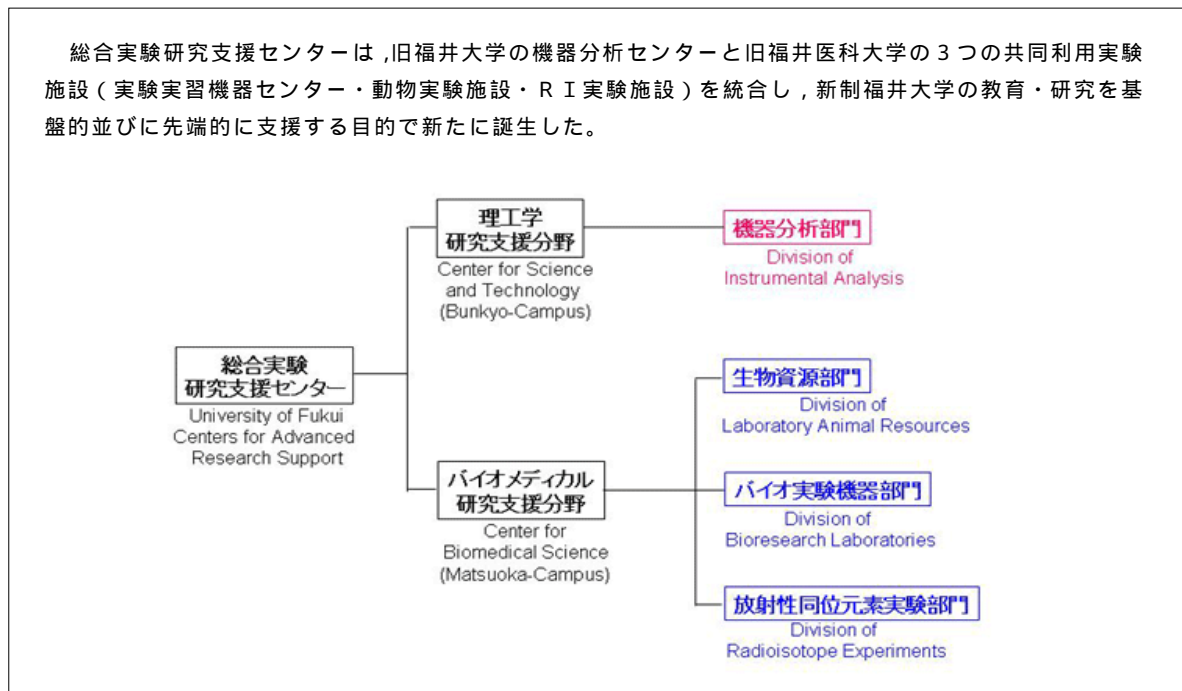 総合実験研究支援センターは,旧福井大学の機器分析センターと旧福井医科大学の3つの共同利用実験
施設(実験実習機器センター・動物実験施設・RI実験施設)を統合し,新制福井大学の教育・研究を基
盤的並びに先端的に支援する目的で新たに誕生した。
理工学
研究支援分野
Center for Science
and Technology
(Bunkyo-Campus)
機器分析部門
Division of
Instrumental Analysis
総合実験
研究支援センター
University of Fukui
Centers for Advanced
Research Support
生物資源部門
Division of
Laboratory Animal Resources
バイオメディカル
研究支援分野
Center for
Biomedical Science
(Matsuoka-Campus)
バイオ実験機器部門
Division of
Bioresearch Laboratories
放射性同位元素実験部門
Division of
Radioisotope Experiments